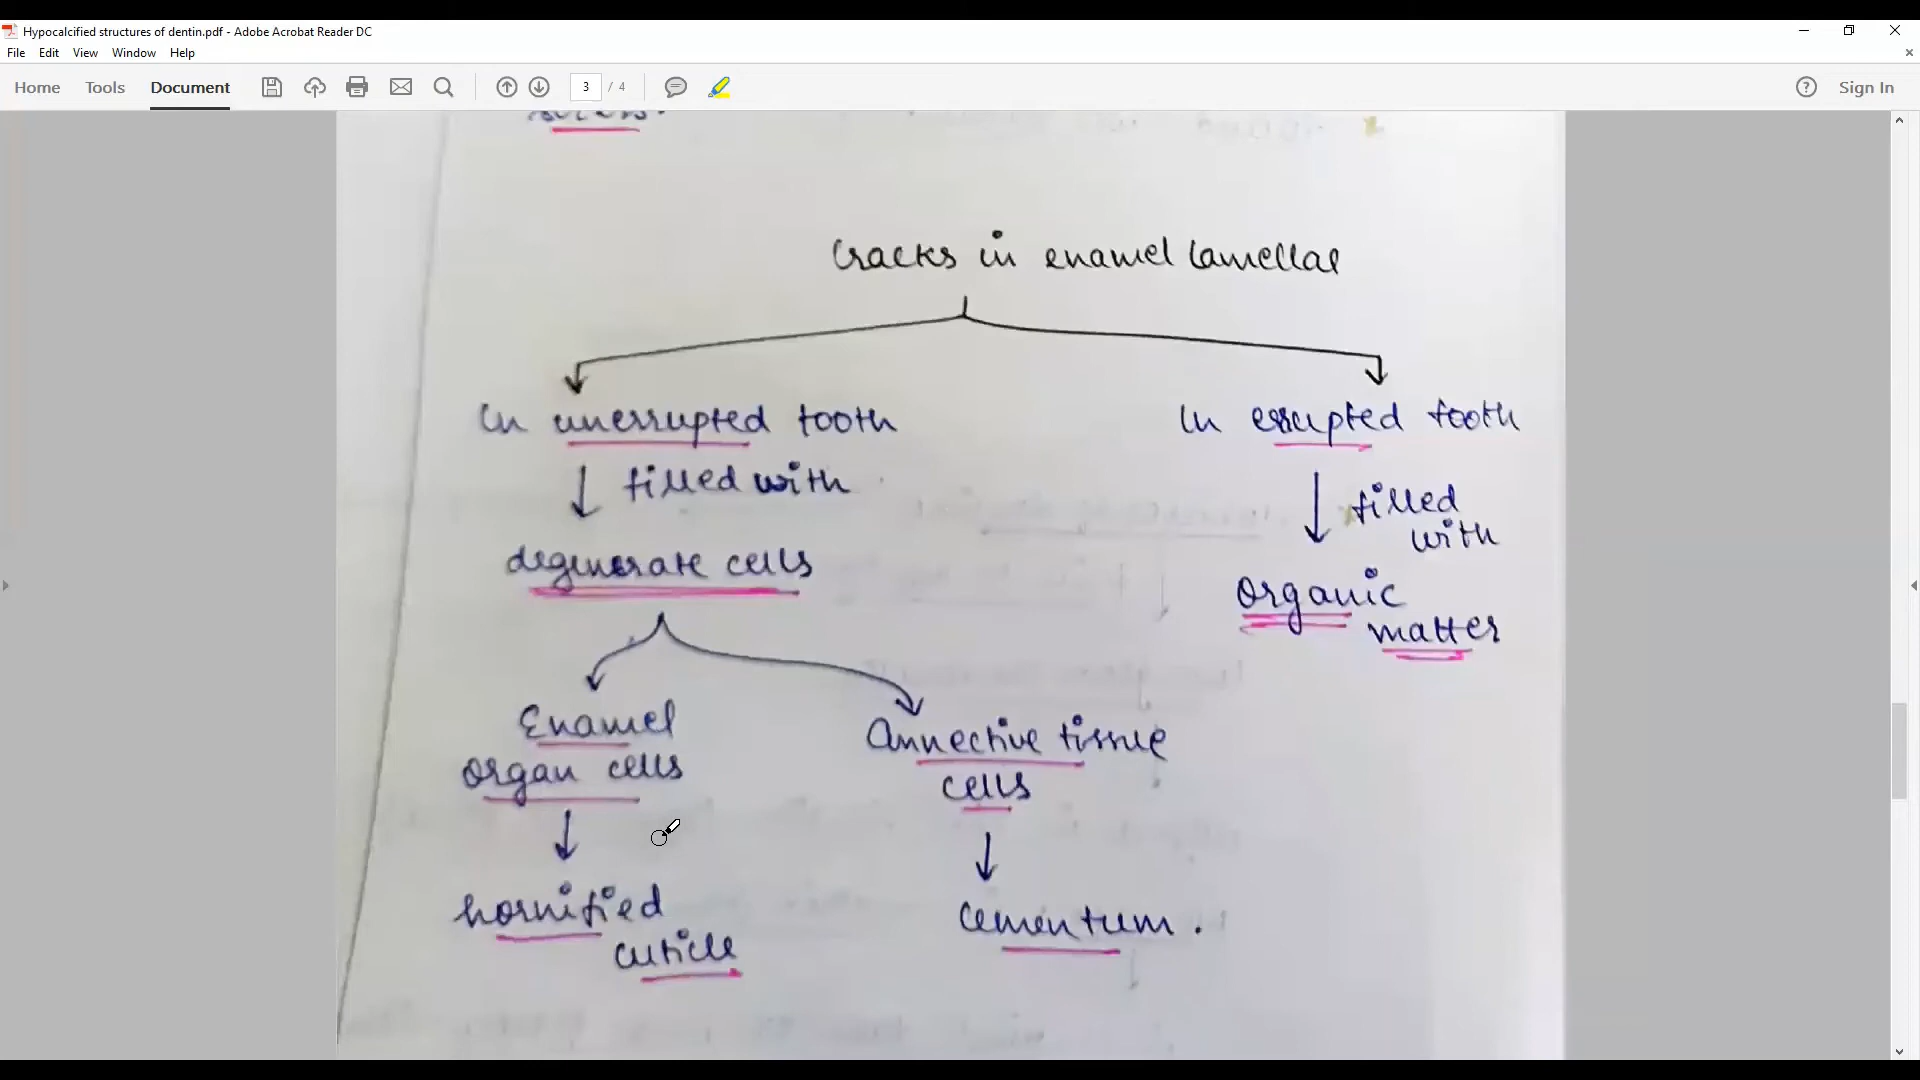 Hypocalcified structures of dentin.pdf - Adobe Acrobat Reader DC
File Edit View Window Help
Home Tools Document 3 / 4 Sign In
Cracks in enamel lamellae
In unerrupted tooth
filled with
degenerate cells
Enamel
organ cells
hornified
cuticle
Connective tissue
cells
Cementum.
In errupted tooth
filled
with
organic
matter